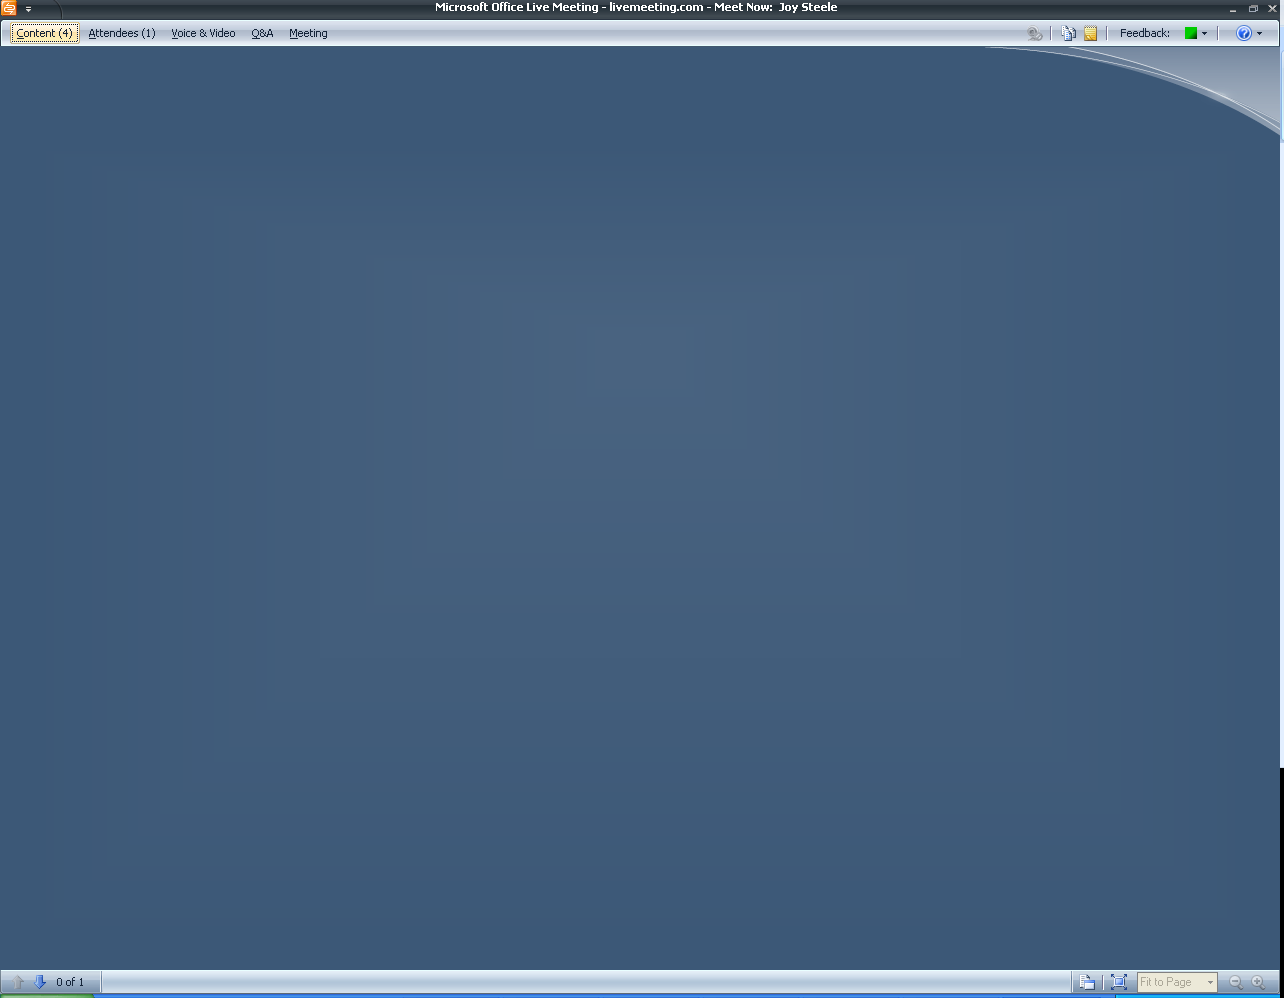 Microsoft Office Live Meeting - livemeeting.com - Meet Now: Joy Steele
Content (4) Attendees (1) Voice & Video Q&A Meeting Feedback:
0 of 1 Fit to Page